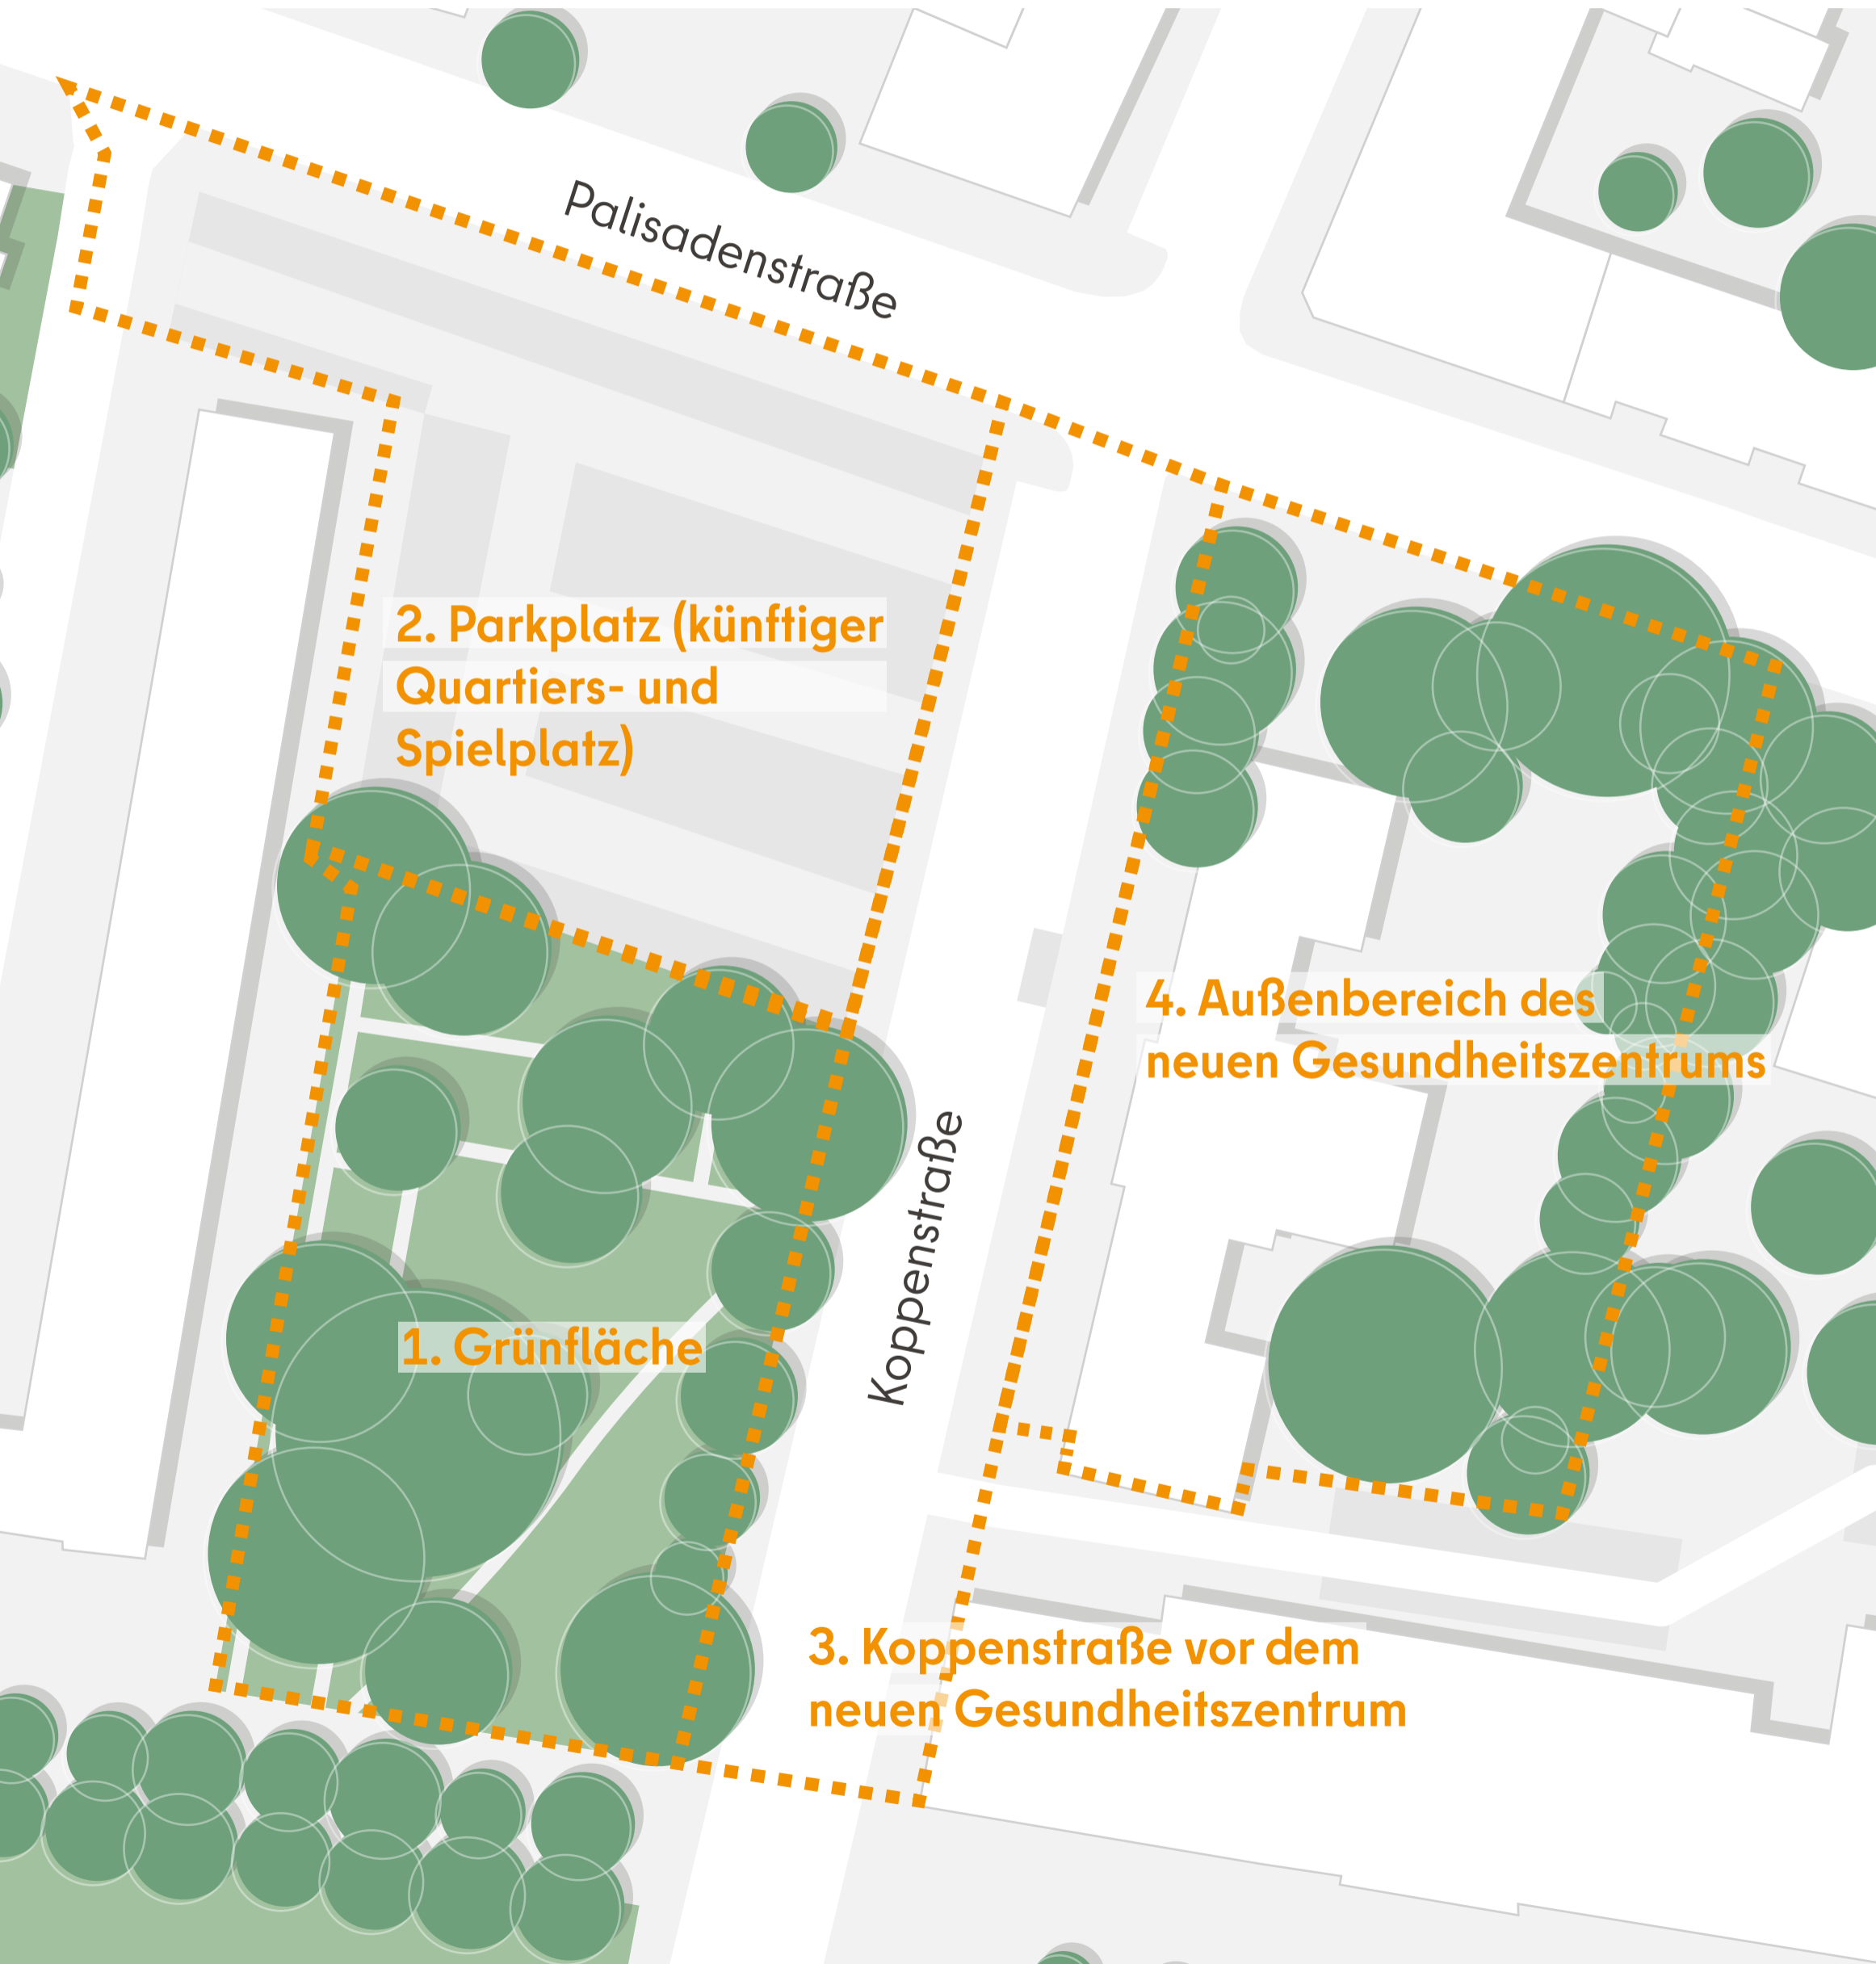 Palisadenstraße
2. Parkplatz (künftiger
Quartiers- und
Spielplatz)
4. Außenbereich des
neuen Gesundheitszentrums
Koppenstraße
1. Grünfläche
3. Koppenstraße vor dem
neuen Gesundheitszentrum